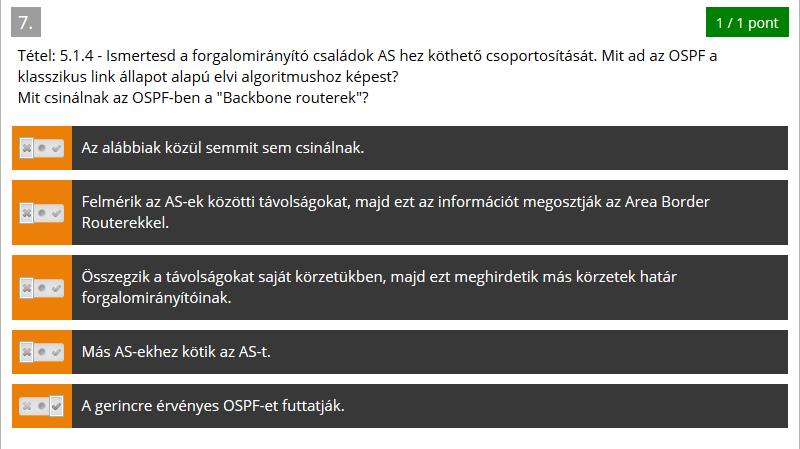 7.
1 / 1 pont
Tétel: 5.1.4 - Ismertesd a forgalomirányító családok AS hez köthető csoportosítását. Mit ad az OSPF a
klasszikus link állapot alapú elvi algoritmushoz képest?
Mit csinálnak az OSPF-ben a "Backbone routerek"?
Az alábbiak közül semmit sem csinálnak.
Felmérik az AS-ek közötti távolságokat, majd ezt az információt megosztják az Area Border
Routerekkel.
Összegzik a távolságokat saját körzetükben, majd ezt meghirdetik más körzetek határ
forgalomirányítóinak.
Más AS-ekhez kötik az AS-t.
A gerincre érvényes OSPF-et futtatják.